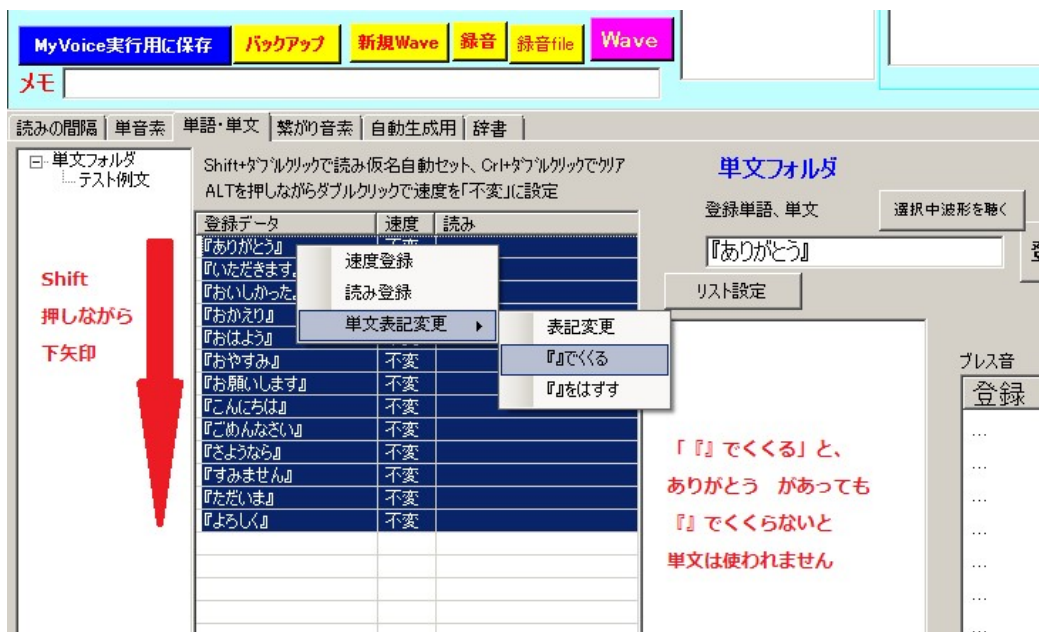 MyVoice実行用に保存 バックアップ 新規Wave 録音 録音file Wave
メモ
読みの間隔 単音素 単語・単文 繋がり音素 自動生成用 辞書
単文フォルダ
テスト例文
Shift+ダブルクリックで読み仮名自動セット、Crl+ダブルクリックでクリア
ALTを押しながらダブルクリックで速度を「不変」に設定
単文フォルダ
登録単語、単文 選択中波形を聴く
『ありがとう』
リスト設定
登録データ 速度 読み
『ありがとう』
『いただきます。
『おいしかった。
『おかえり』
『おはよう』
『おやすみ』 不変
『お願いします』 不変
『こんにちは』 不変
『ごめんなさい』 不変
『さようなら』 不変
『すみません』 不変
『ただいま』 不変
『よろしく』 不変
速度登録
読み登録
単文表記変更
表記変更
『』でくくる
『』をはずす
Shift
押しながら
下矢印
ブレス音
登録
...
...
...
...
...
...
「『』でくくる」と、
ありがとう があっても
『』でくくらないと
単文は使われません